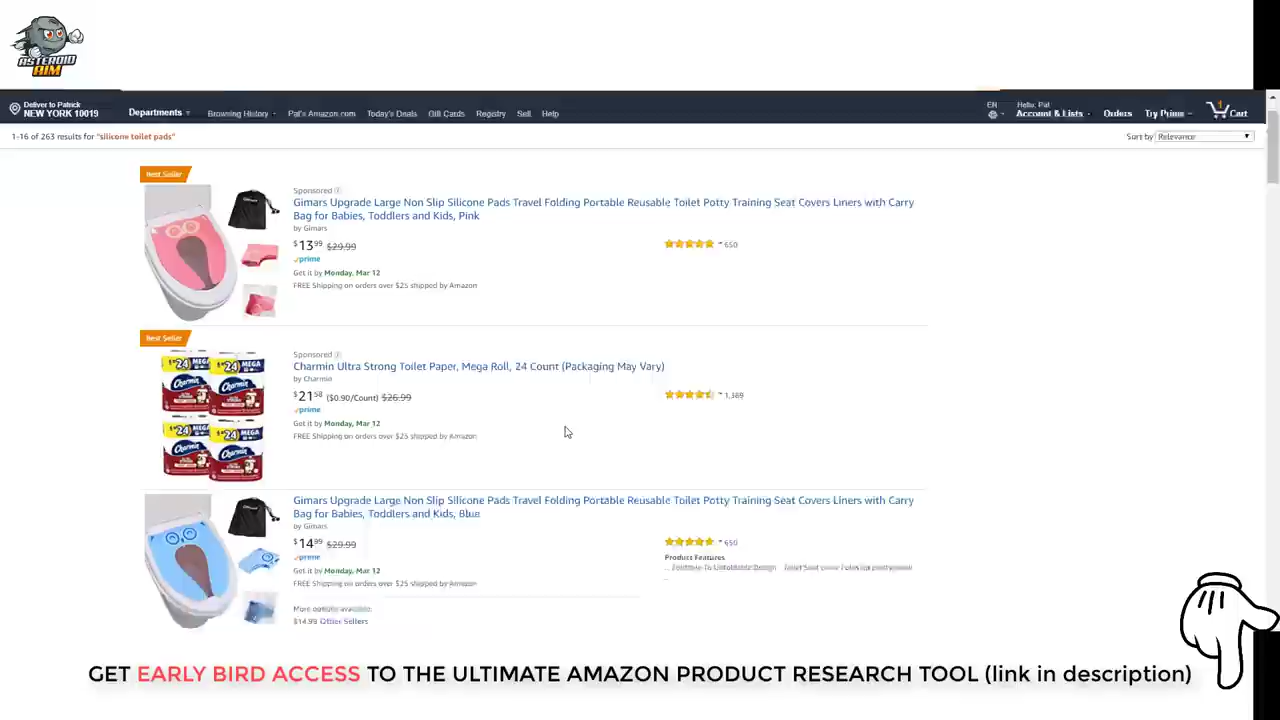 ASTEROID
AIM
Deliver to Patrick
NEW YORK 10019
Departments
Browning History
Pat's Amazon.com
Today's Deals
Gift Cards
Registry
Sell
Help
EN
Hello, Pat
Account & Lists
Orders
Try Prime
1
Cart
1-16 of 263 results for "silicone toilet pads"
Sort by Relevance
Best Seller
Sponsored
Gimars Upgrade Large Non Slip Silicone Pads Travel Folding Portable Reusable Toilet Potty Training Seat Covers Liners with Carry
Bag for Babies, Toddlers and Kids, Pink
by Gimars
$13.99 $29.99
prime
650
Get it by Monday, Mar 12
FREE Shipping on orders over $25 shipped by Amazon
Best Seller
Sponsored
Charmin Ultra Strong Toilet Paper, Mega Roll, 24 Count (Packaging May Vary)
by Charmin
$21.58 ($0.90/Count) $26.99
prime
1,389
Get it by Monday, Mar 12
FREE Shipping on orders over $25 shipped by Amazon
24 MEGA
Charmin
Gimars Upgrade Large Non Slip Silicone Pads Travel Folding Portable Reusable Toilet Potty Training Seat Covers Liners with Carry
Bag for Babies, Toddlers and Kids, Blue
by Gimars
$14.99 $29.99
prime
650
Product Features
Get it by Monday, Mar 12
FREE Shipping on orders over $25 shipped by Amazon
More options available:
$14.99 Other Sellers
GET EARLY BIRD ACCESS TO THE ULTIMATE AMAZON PRODUCT RESEARCH TOOL (link in description)